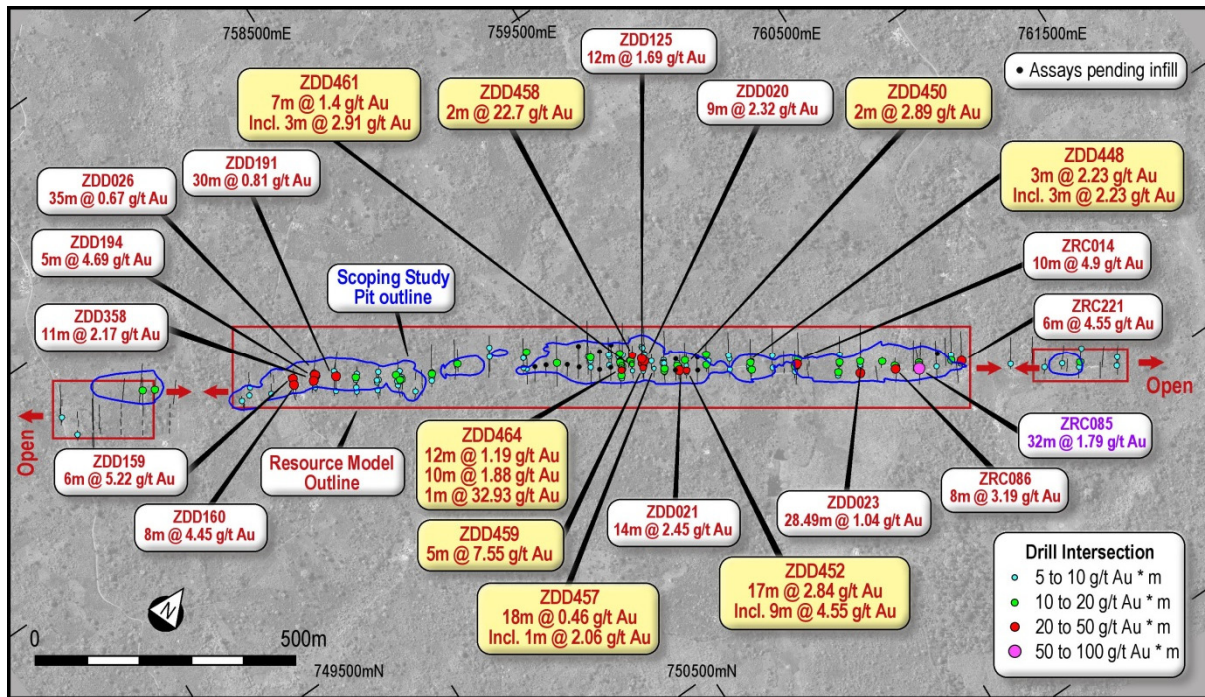 758500mE
759500mE
760500mE
761500mE
ZDD125
12m @ 1.69 g/t Au
Assays pending infill
ZDD461
7m @ 1.4 g/t Au
Incl. 3m @ 2.91 g/t Au
ZDD458
2m @ 22.7 g/t Au
ZDD020
9m @ 2.32 g/t Au
ZDD450
2m @ 2.89 g/t Au
ZDD191
30m @ 0.81 g/t Au
ZDD026
35m @ 0.67 g/t Au
ZDD448
3m @ 2.23 g/t Au
Incl. 3m @ 2.23 g/t Au
ZDD194
5m @ 4.69 g/t Au
Scoping Study
Pit outline
ZRC014
10m @ 4.9 g/t Au
ZDD358
11m @ 2.17 g/t Au
ZRC221
6m @ 4.55 g/t Au
Open
Open
ZDD159
6m @ 5.22 g/t Au
Resource Model
Outline
ZDD464
12m @ 1.19 g/t Au
10m @ 1.88 g/t Au
1m @ 32.93 g/t Au
ZRC085
32m @ 1.79 g/t Au
ZDD160
8m @ 4.45 g/t Au
ZDD021
14m @ 2.45 g/t Au
ZDD023
28.49m @ 1.04 g/t Au
ZRC086
8m @ 3.19 g/t Au
ZDD459
5m @ 7.55 g/t Au
ZDD457
18m @ 0.46 g/t Au
Incl. 1m @ 2.06 g/t Au
ZDD452
17m @ 2.84 g/t Au
Incl. 9m @ 4.55 g/t Au
Drill Intersection
5 to 10 g/t Au * m
10 to 20 g/t Au * m
20 to 50 g/t Au * m
50 to 100 g/t Au * m
N
0
500m
749500mN
750500mN